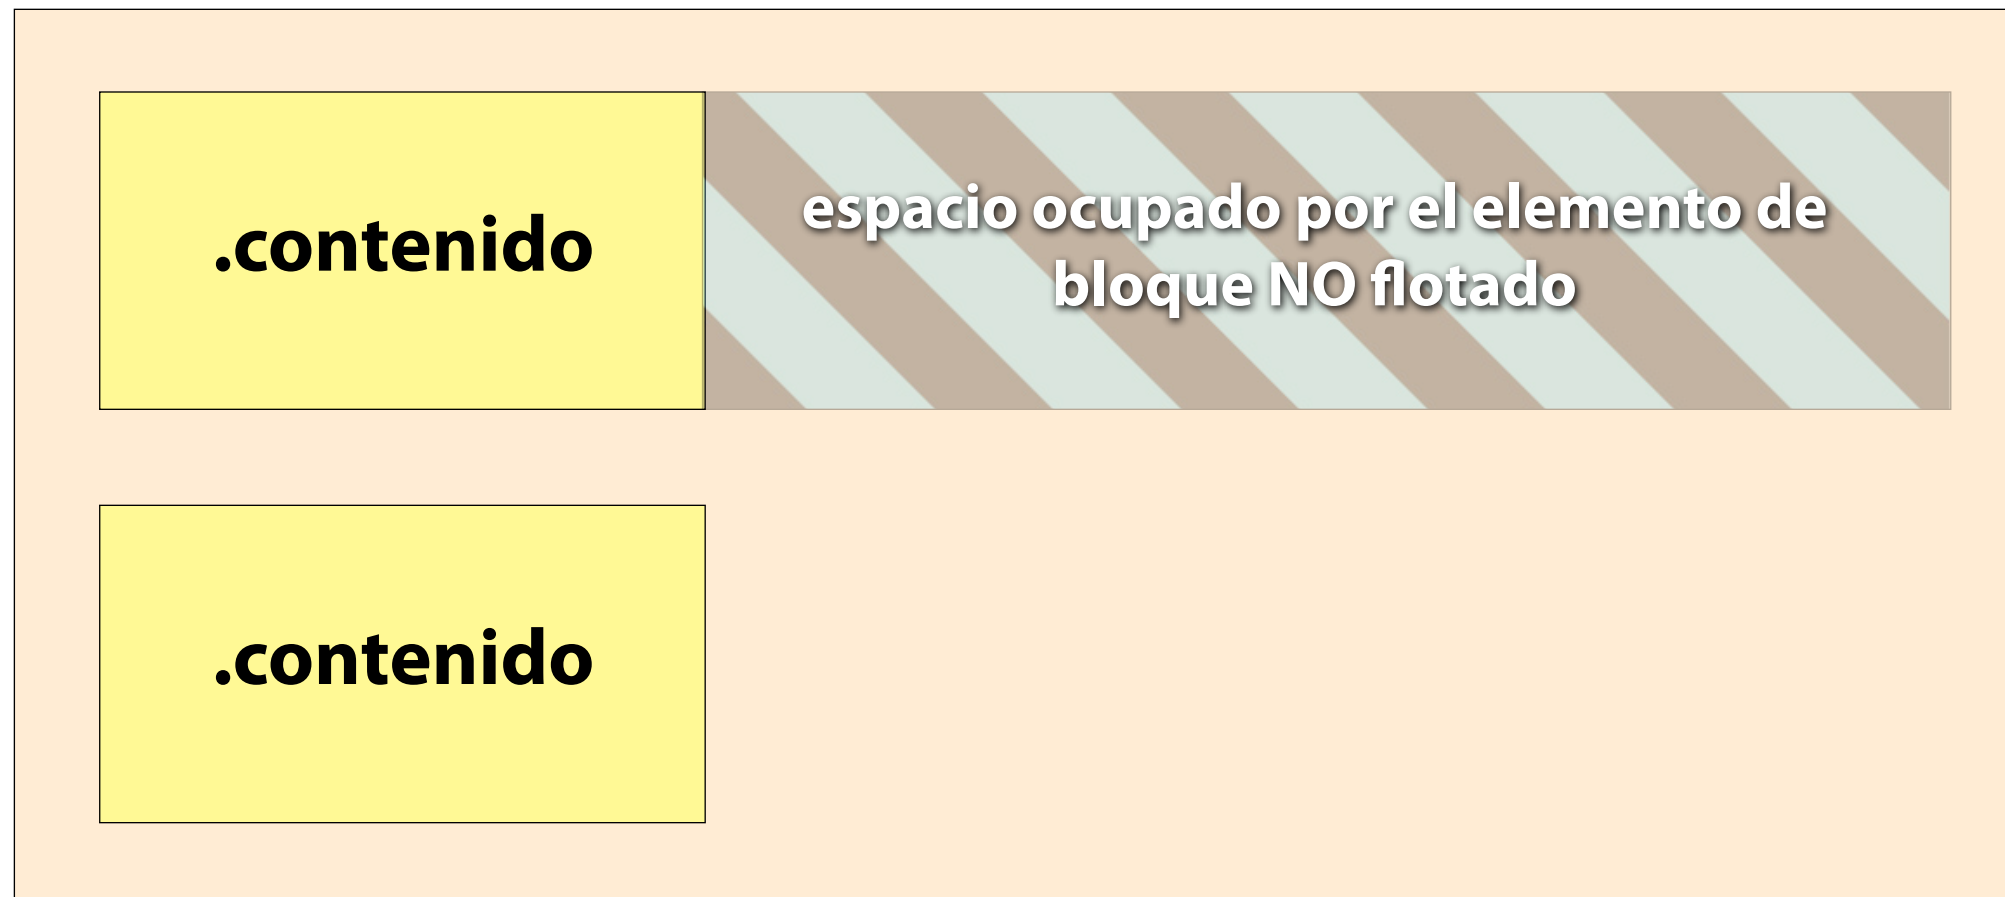 .contenido
espacio ocupado por el elemento de
bloque NO flotado
.contenido